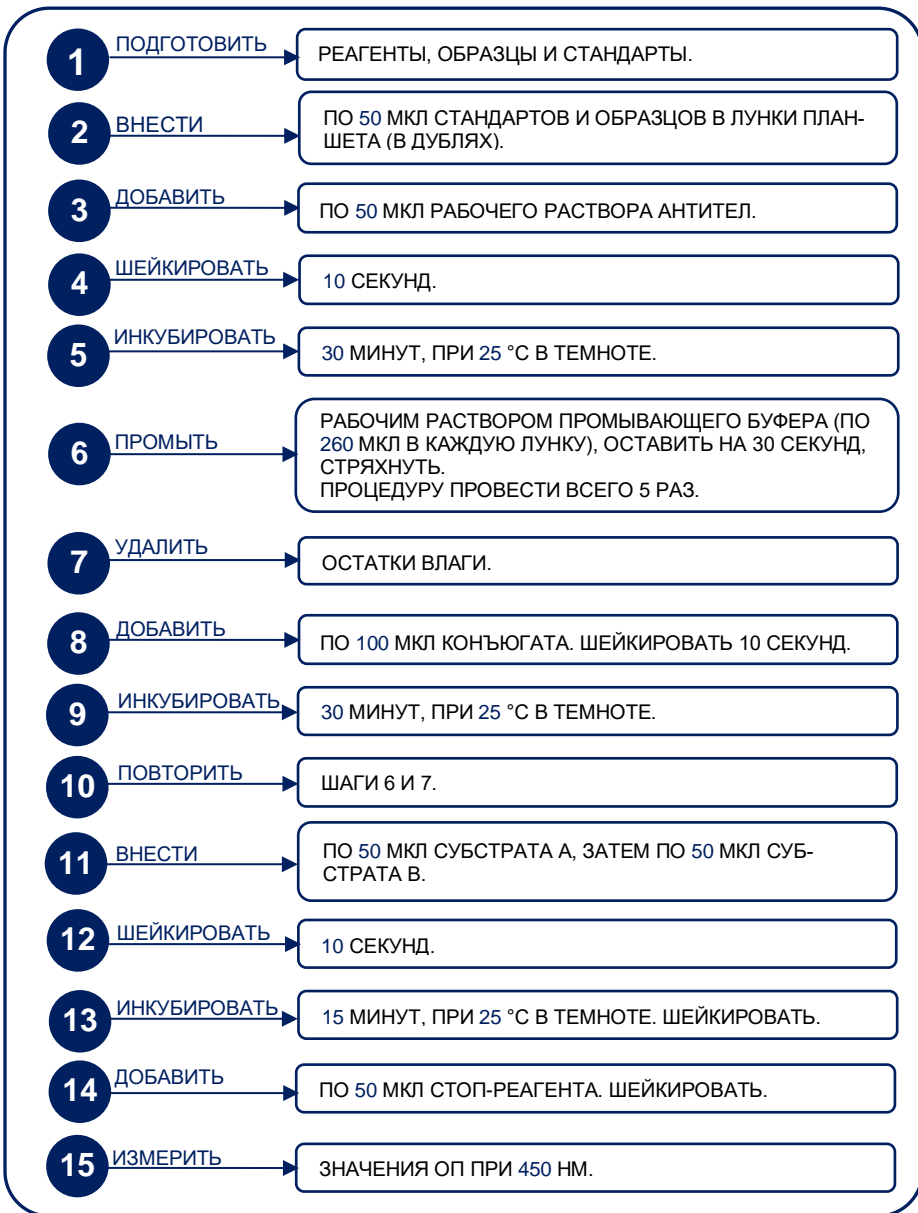 1
ПОДГОТОВИТЬ
РЕАГЕНТЫ, ОБРАЗЦЫ И СТАНДАРТЫ.
2
ВНЕСТИ
ПО 50 МКЛ СТАНДАРТОВ И ОБРАЗЦОВ В ЛУНКИ ПЛАН-
ШЕТА (В ДУБЛЯХ).
3
ДОБАВИТЬ
ПО 50 МКЛ РАБОЧЕГО РАСТВОРА АНТИТЕЛ.
4
ШЕЙКИРОВАТЬ
10 СЕКУНД.
5
ИНКУБИРОВАТЬ
30 МИНУТ, ПРИ 25 °C В ТЕМНОТЕ.
6
ПРОМЫТЬ
РАБОЧИМ РАСТВОРОМ ПРОМЫВАЮЩЕГО БУФЕРА (ПО
260 МКЛ В КАЖДУЮ ЛУНКУ), ОСТАВИТЬ НА 30 СЕКУНД,
СТРЯХНУТЬ.
ПРОЦЕДУРУ ПРОВЕСТИ ВСЕГО 5 РАЗ.
7
УДАЛИТЬ
ОСТАТКИ ВЛАГИ.
8
ДОБАВИТЬ
ПО 100 МКЛ КОНЪЮГАТА. ШЕЙКИРОВАТЬ 10 СЕКУНД.
9
ИНКУБИРОВАТЬ
30 МИНУТ, ПРИ 25 °C В ТЕМНОТЕ.
10
ПОВТОРИТЬ
ШАГИ 6 И 7.
11
ВНЕСТИ
ПО 50 МКЛ СУБСТРАТА А, ЗАТЕМ ПО 50 МКЛ СУБ-
СТРАТА В.
12
ШЕЙКИРОВАТЬ
10 СЕКУНД.
13
ИНКУБИРОВАТЬ
15 МИНУТ, ПРИ 25 °C В ТЕМНОТЕ. ШЕЙКИРОВАТЬ.
14
ДОБАВИТЬ
ПО 50 МКЛ СТОП-РЕАГЕНТА. ШЕЙКИРОВАТЬ.
15
ИЗМЕРИТЬ
ЗНАЧЕНИЯ ОП ПРИ 450 НМ.